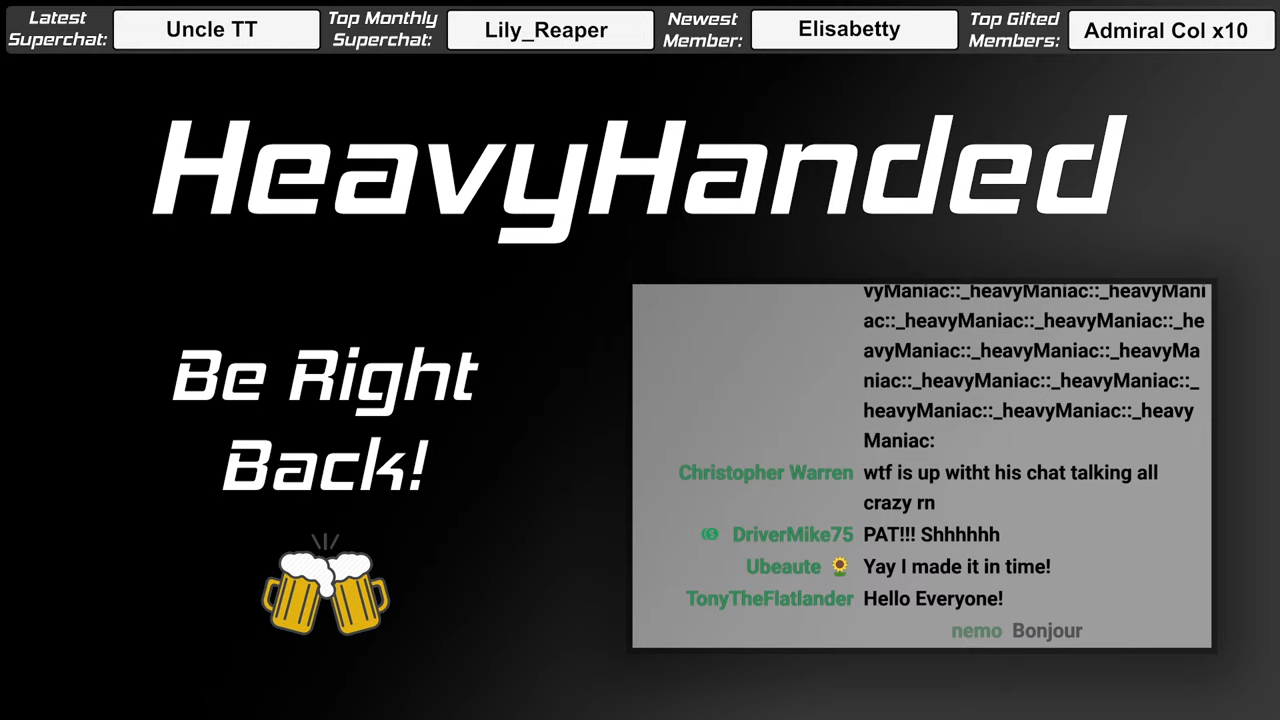 Latest Superchat: Uncle TT
Top Monthly Superchat: Lily_Reaper
Newest Member: Elisabetty
Top Gifted Members: Admiral Col x10
HeavyHanded
Be Right
Back!
vyManiac::_heavyManiac::_heavyMani
ac::_heavyManiac::_heavyManiac::_he
avyManiac::_heavyManiac::_heavyMa
niac::_heavyManiac::_heavyManiac::_
heavyManiac::_heavyManiac::_heavy
Maniac:
Christopher Warren wtf is up witht his chat talking all
crazy rn
DriverMike75 PAT!!! Shhhhhh
Ubeaute 🌻 Yay I made it in time!
TonyTheFlatlander Hello Everyone!
nemo Bonjour